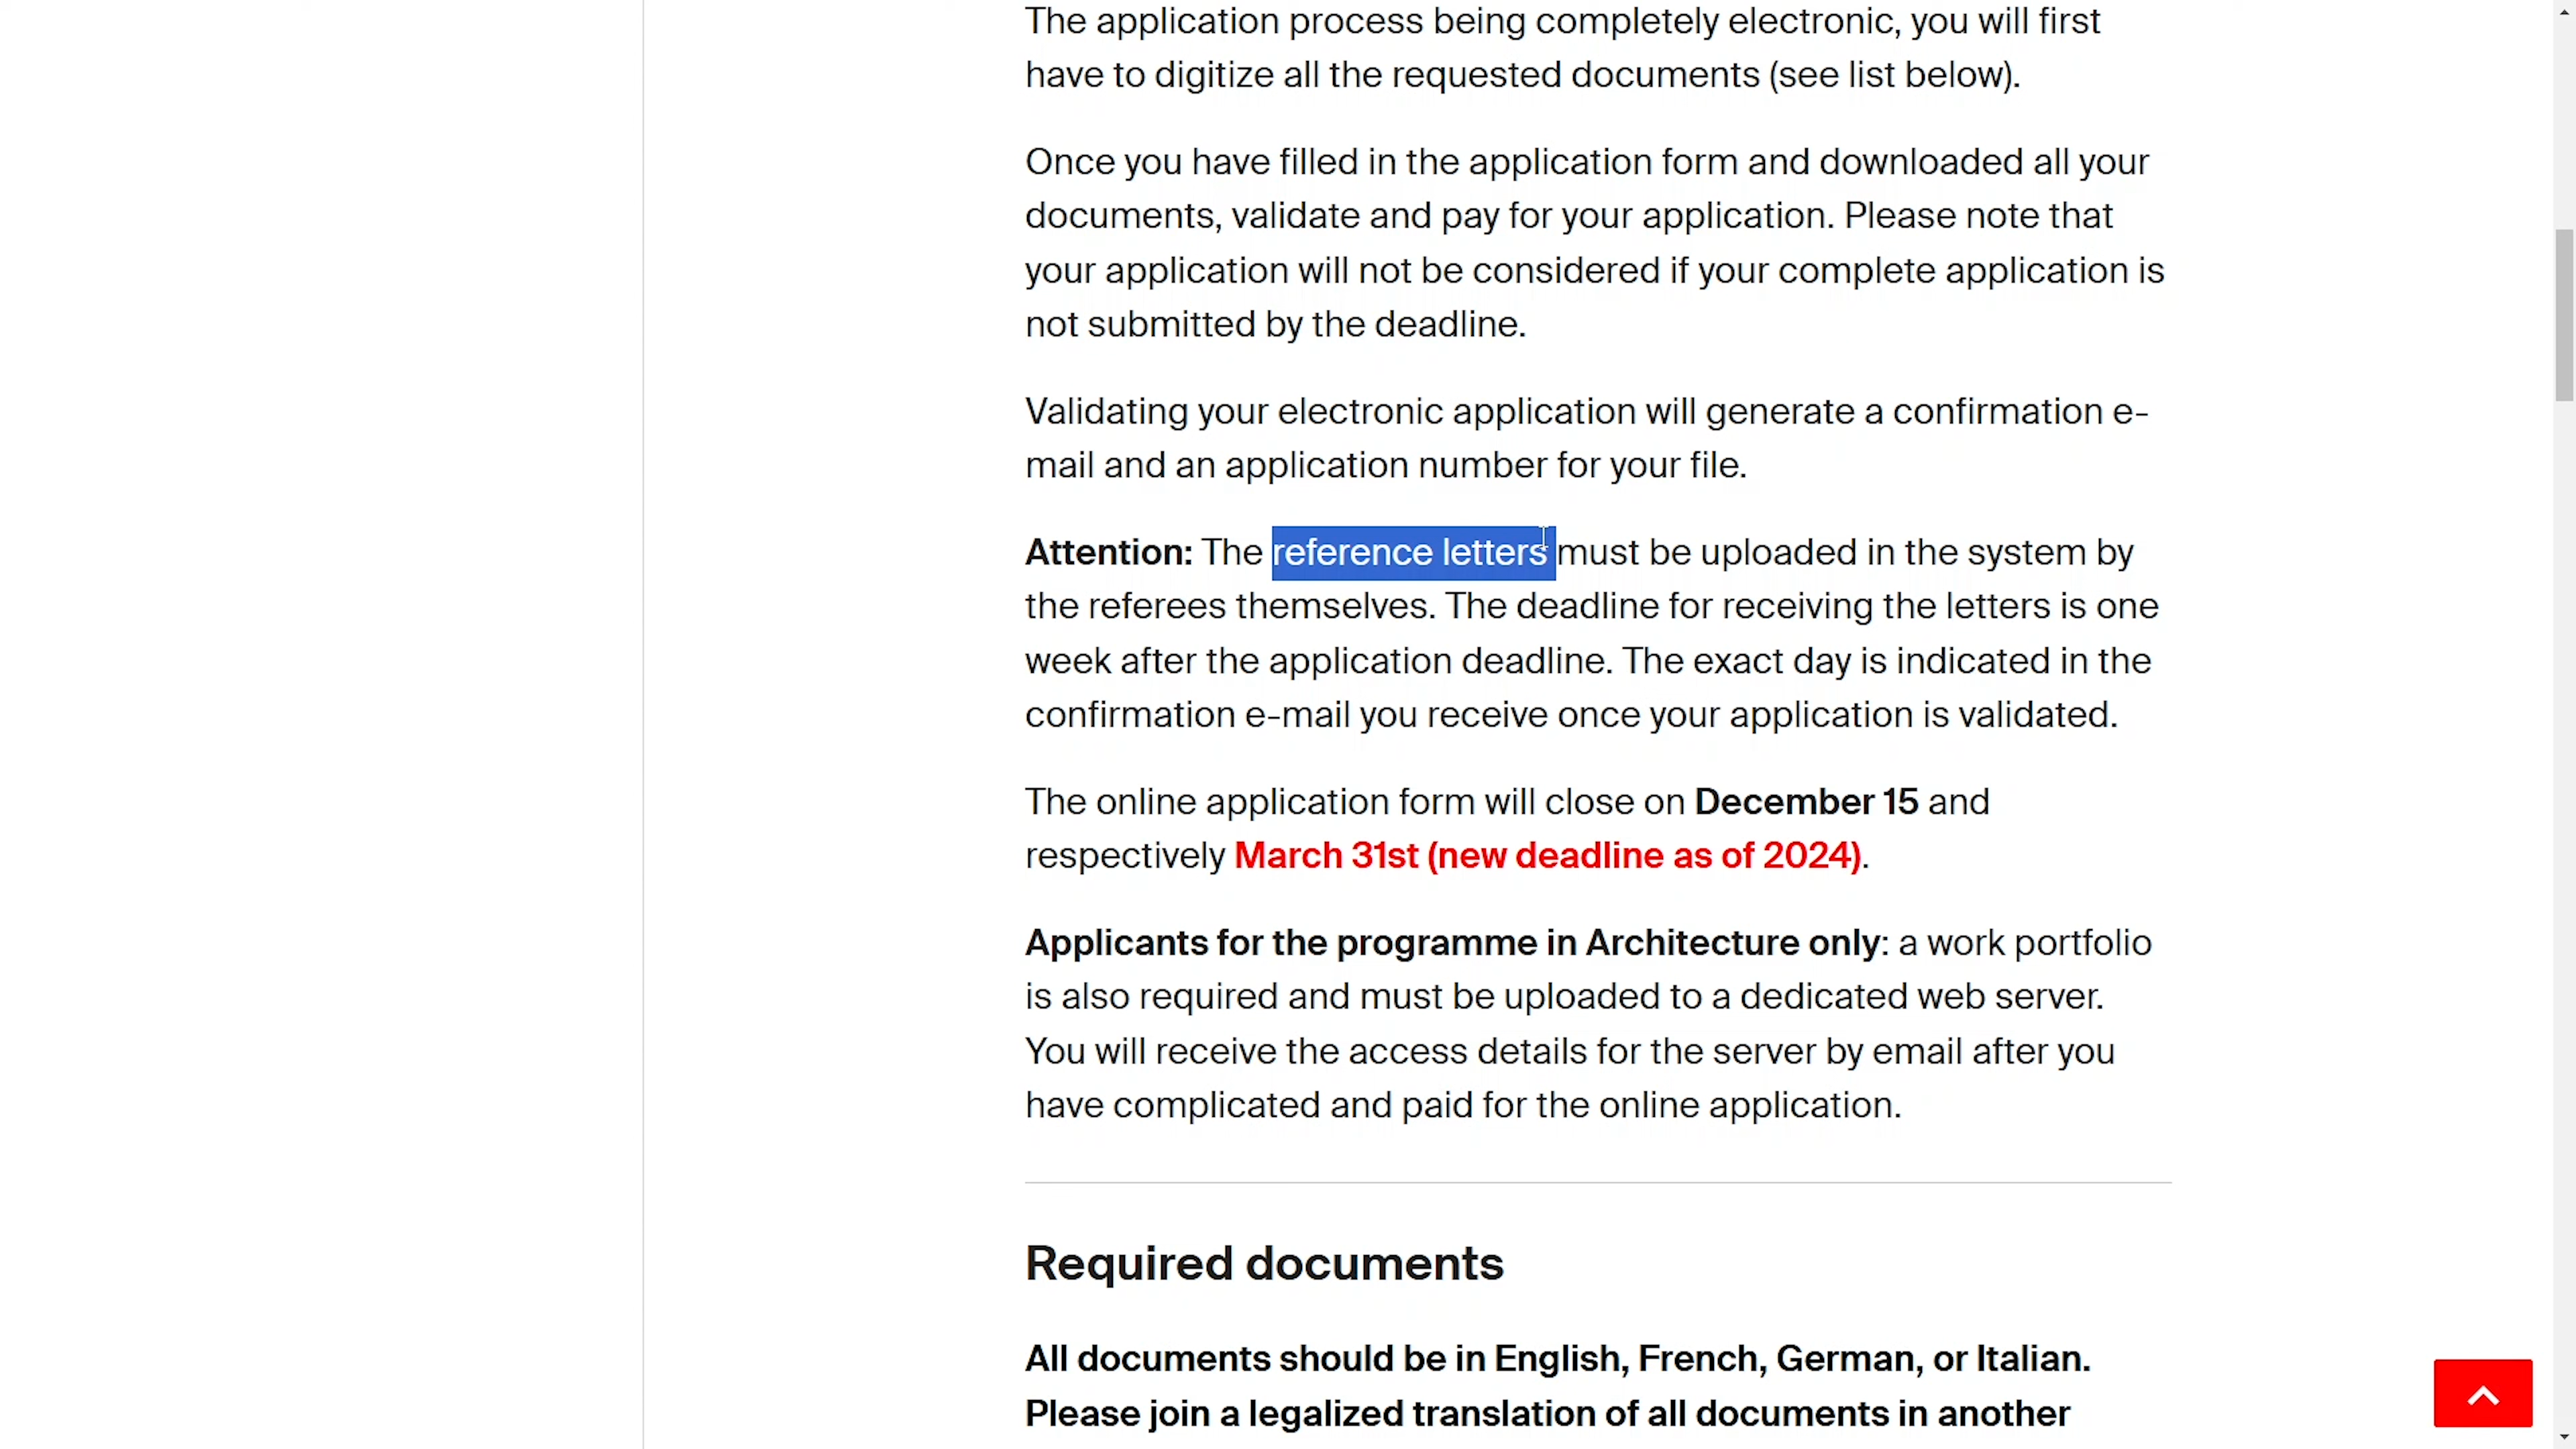 The application process being completely electronic, you will first
have to digitize all the requested documents (see list below).
Once you have filled in the application form and downloaded all your
documents, validate and pay for your application. Please note that
your application will not be considered if your complete application is
not submitted by the deadline.
Validating your electronic application will generate a confirmation e-
mail and an application number for your file.
Attention: The reference letters must be uploaded in the system by
the referees themselves. The deadline for receiving the letters is one
week after the application deadline. The exact day is indicated in the
confirmation e-mail you receive once your application is validated.
The online application form will close on December 15 and
respectively March 31st (new deadline as of 2024).
Applicants for the programme in Architecture only: a work portfolio
is also required and must be uploaded to a dedicated web server.
You will receive the access details for the server by email after you
have complicated and paid for the online application.
Required documents
All documents should be in English, French, German, or Italian.
Please join a legalized translation of all documents in another